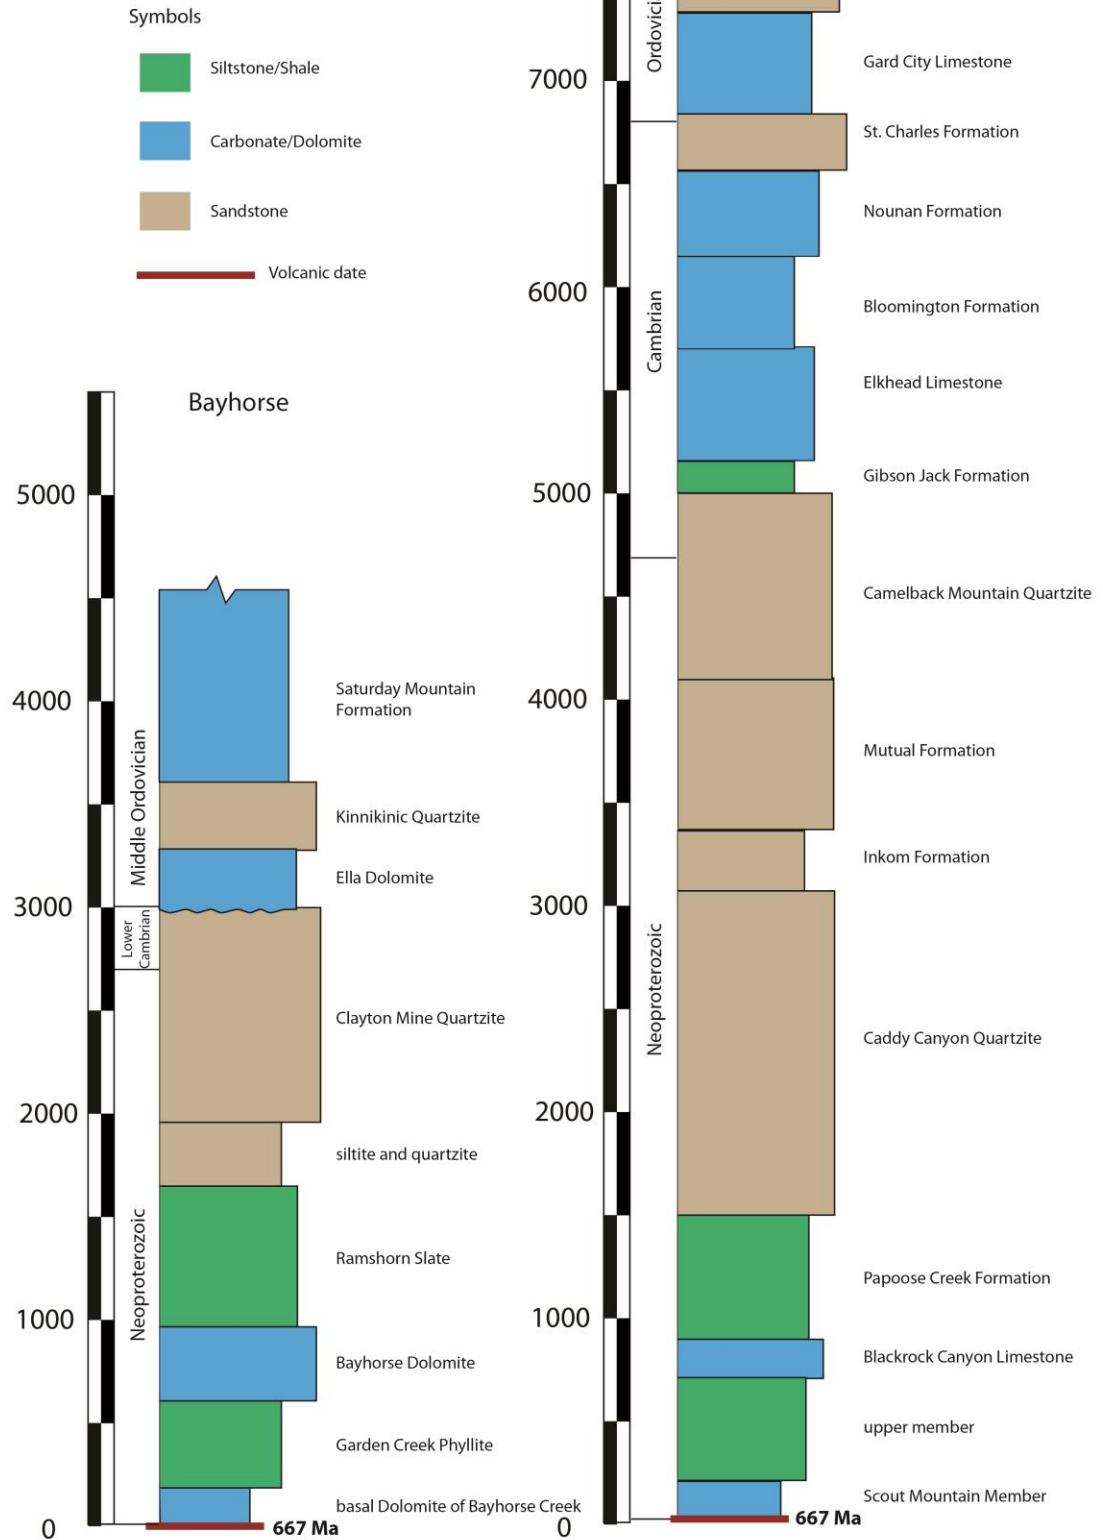 Symbols
Siltstone/Shale
Carbonate/Dolomite
Sandstone
Volcanic date
Bayhorse
5000
4000
3000
2000
1000
0
Middle Ordovician
Lower
Cambrian
Neoproterozoic
Saturday Mountain
Formation
Kinnikinic Quartzite
Ella Dolomite
Clayton Mine Quartzite
siltite and quartzite
Ramshorn Slate
Bayhorse Dolomite
Garden Creek Phyllite
basal Dolomite of Bayhorse Creek
667 Ma
7000
6000
5000
4000
3000
2000
1000
0
Ordovici
Cambrian
Neoproterozoic
Gard City Limestone
St. Charles Formation
Nounan Formation
Bloomington Formation
Elkhead Limestone
Gibson Jack Formation
Camelback Mountain Quartzite
Mutual Formation
Inkom Formation
Caddy Canyon Quartzite
Papoose Creek Formation
Blackrock Canyon Limestone
upper member
Scout Mountain Member
667 Ma